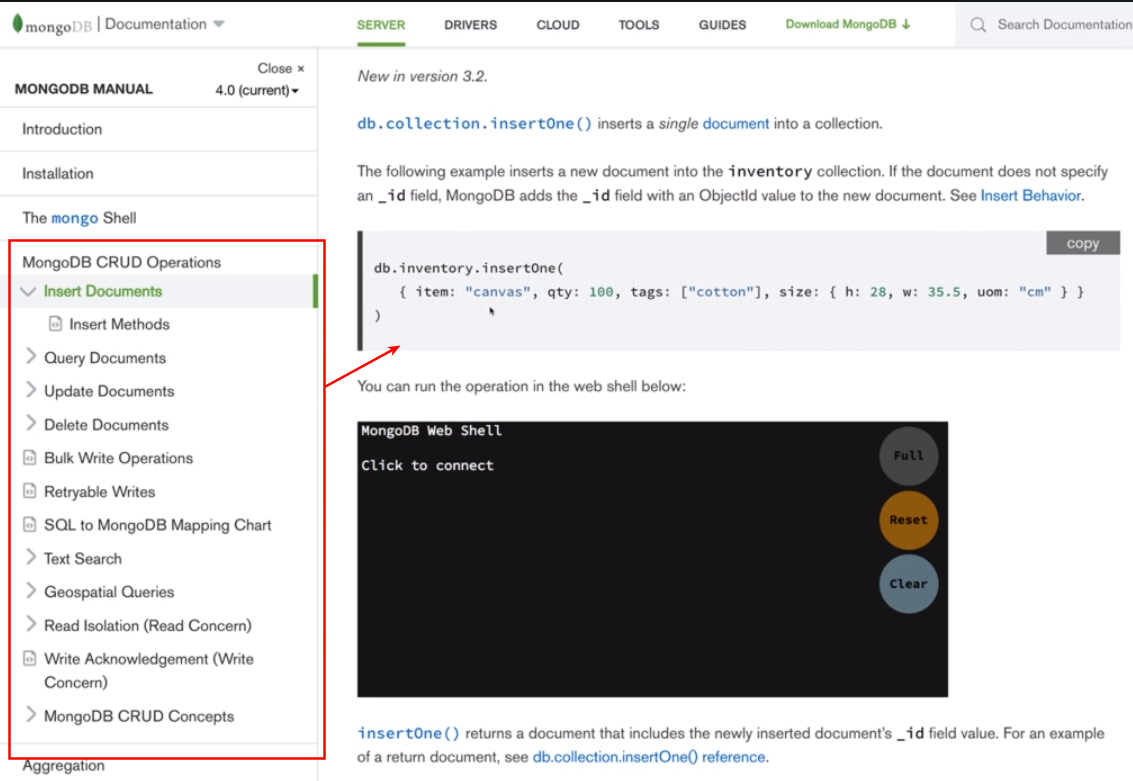 mongoDB | Documentation
SERVER DRIVERS CLOUD TOOLS GUIDES Download MongoDB Search Documentation
Close ×
MONGODB MANUAL 4.0 (current)
Introduction
Installation
The mongo Shell
MongoDB CRUD Operations
Insert Documents
Insert Methods
Query Documents
Update Documents
Delete Documents
Bulk Write Operations
Retryable Writes
SQL to MongoDB Mapping Chart
Text Search
Geospatial Queries
Read Isolation (Read Concern)
Write Acknowledgement (Write
Concern)
MongoDB CRUD Concepts
Aggregation
New in version 3.2.
db.collection.insertOne() inserts a single document into a collection.
The following example inserts a new document into the inventory collection. If the document does not specify
an _id field, MongoDB adds the _id field with an ObjectId value to the new document. See Insert Behavior.
copy
db.inventory.insertOne(
{ item: "canvas", qty: 100, tags: ["cotton"], size: { h: 28, w: 35.5, uom: "cm" } }
)
You can run the operation in the web shell below:
MongoDB Web Shell
Click to connect
Full
Reset
Clear
insertOne() returns a document that includes the newly inserted document's _id field value. For an example
of a return document, see db.collection.insertOne() reference.